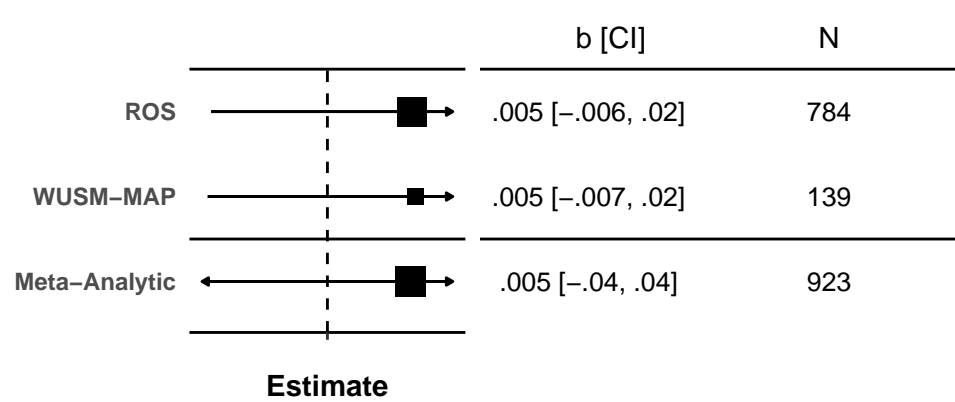 b [CI] N
ROS .005 [−.006, .02] 784
WUSM−MAP .005 [−.007, .02] 139
Meta−Analytic .005 [−.04, .04] 923
Estimate